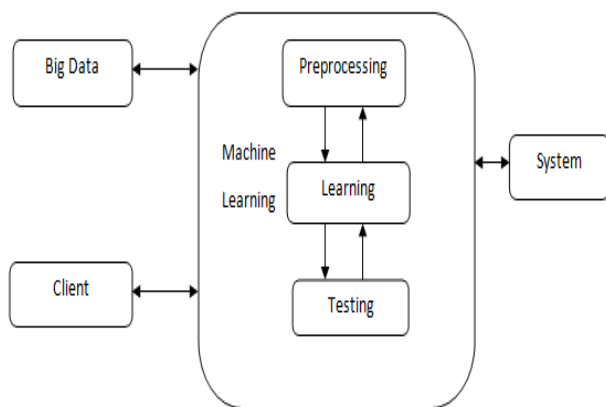 Big Data
Preprocessing
Machine
Learning
Learning
System
Client
Testing